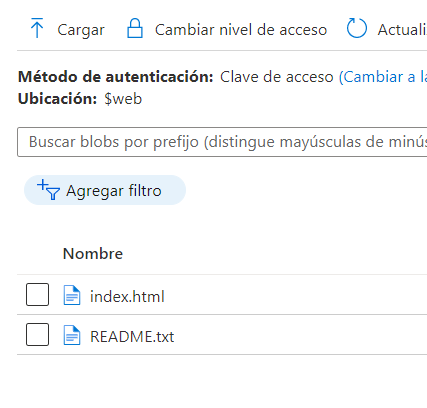 Cargar Cambiar nivel de acceso Actuali
Método de autenticación: Clave de acceso (Cambiar a la
Ubicación: $web
Buscar blobs por prefijo (distingue mayúsculas de minús
Agregar filtro
Nombre
index.html
README.txt